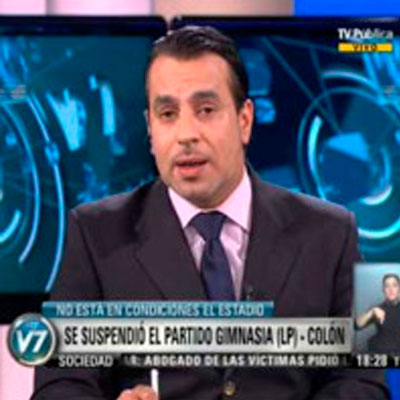 TV Pública
VIVO
NO ESTÁ EN CONDICIONES EL ESTADIO
V7
SE SUSPENDIÓ EL PARTIDO GIMNASIA (LP) - COLÓN
SOCIEDAD
R: ABOGADO DE LAS VÍCTIMAS PIDIÓ
18:28